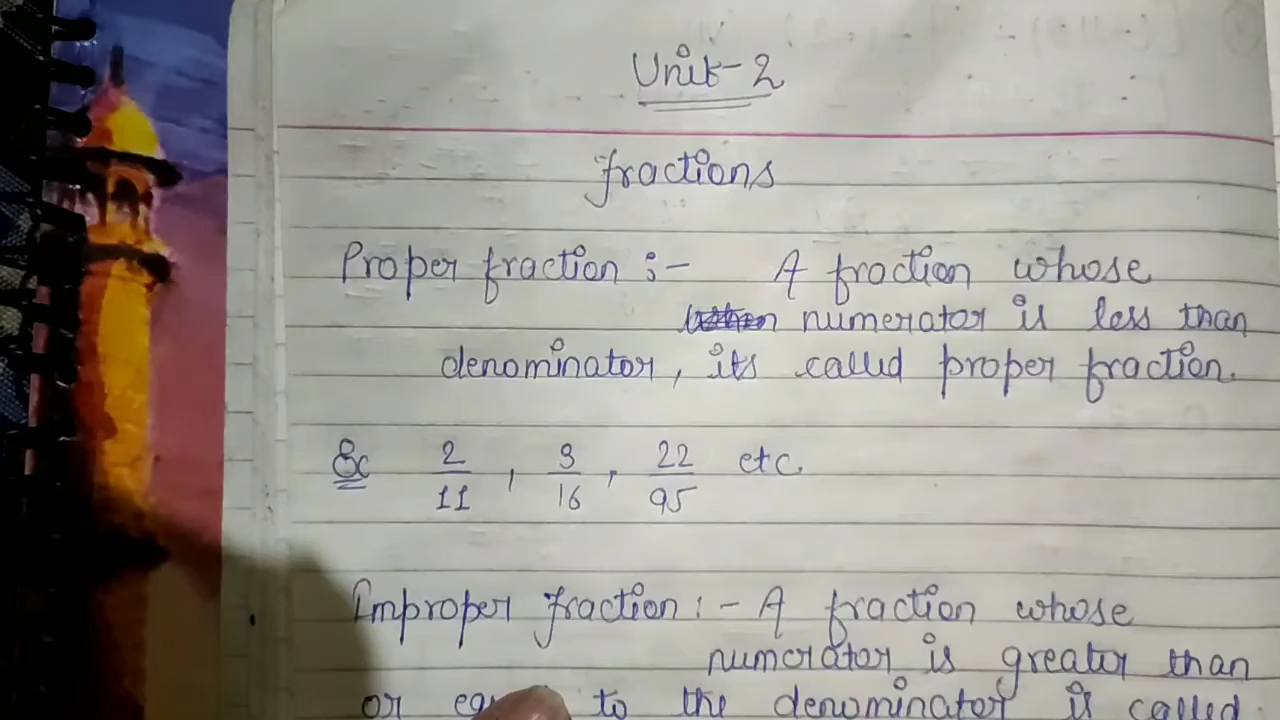 Unit-2
fractions
Proper fraction :- A fraction whose
numerator is less than
denominator, its called proper fraction.
Ex 2/11, 3/16, 22/95 etc
Improper fraction :- A fraction whose
numerator is greater than
or to the denominator is called